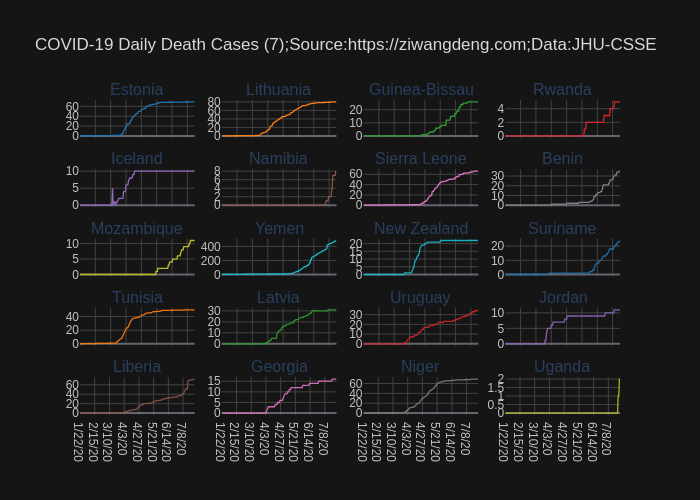 COVID-19 Daily Death Cases (7);Source:https://ziwangdeng.com;Data:JHU-CSSE
Estonia Lithuania Guinea-Bissau Rwanda
60 40 20 0 80 60 40 20 0 20 10 0 4 2 0
Iceland Namibia Sierra Leone Benin
10 5 0 8 6 4 2 0 60 40 20 0 30 20 10 0
Mozambique Yemen New Zealand Suriname
10 5 0 400 200 0 20 15 10 5 0 20 10 0
Tunisia Latvia Uruguay Jordan
40 20 0 30 20 10 0 30 20 10 0 10 5 0
Liberia Georgia Niger Uganda
60 40 20 0 15 10 5 0 60 40 20 0 2 1.5 1 0.5 0
1/22/20 2/15/20 3/10/20 4/3/20 4/27/20 5/21/20 6/14/20 7/8/20
1/22/20 2/15/20 3/10/20 4/3/20 4/27/20 5/21/20 6/14/20 7/8/20
1/22/20 2/15/20 3/10/20 4/3/20 4/27/20 5/21/20 6/14/20 7/8/20
1/22/20 2/15/20 3/10/20 4/3/20 4/27/20 5/21/20 6/14/20 7/8/20